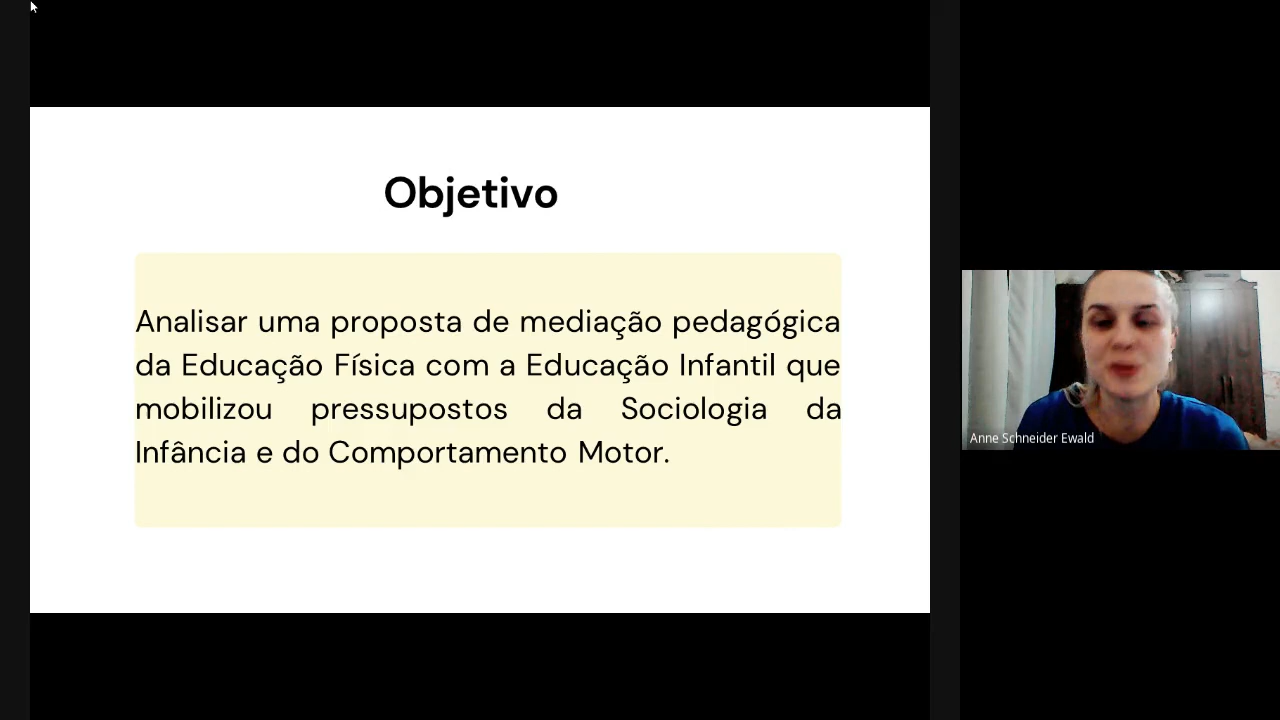 Objetivo
Analisar uma proposta de mediação pedagógica
da Educação Física com a Educação Infantil que
mobilizou pressupostos da Sociologia da
Infância e do Comportamento Motor.
Anne Schneider Ewald